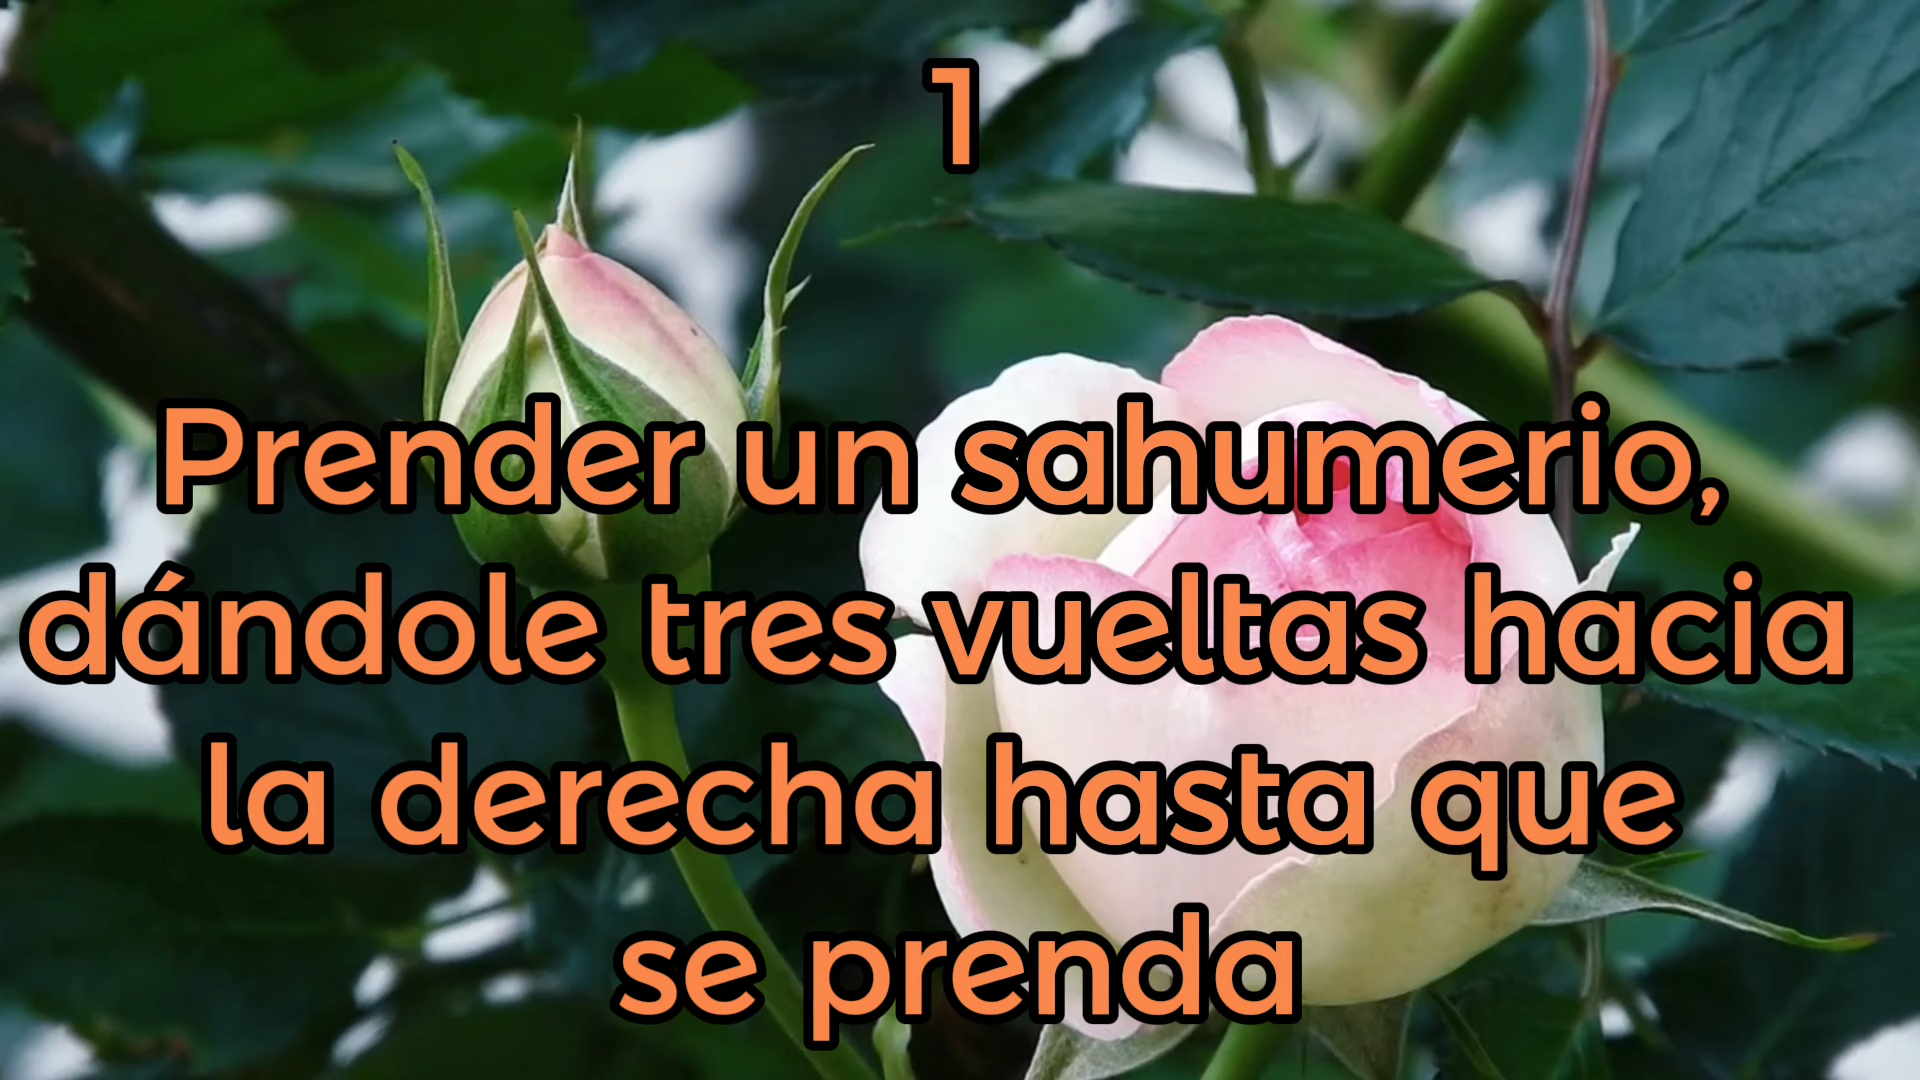 1
Prender un sahumerio,
dándole tres vueltas hacia
la derecha hasta que
se prenda